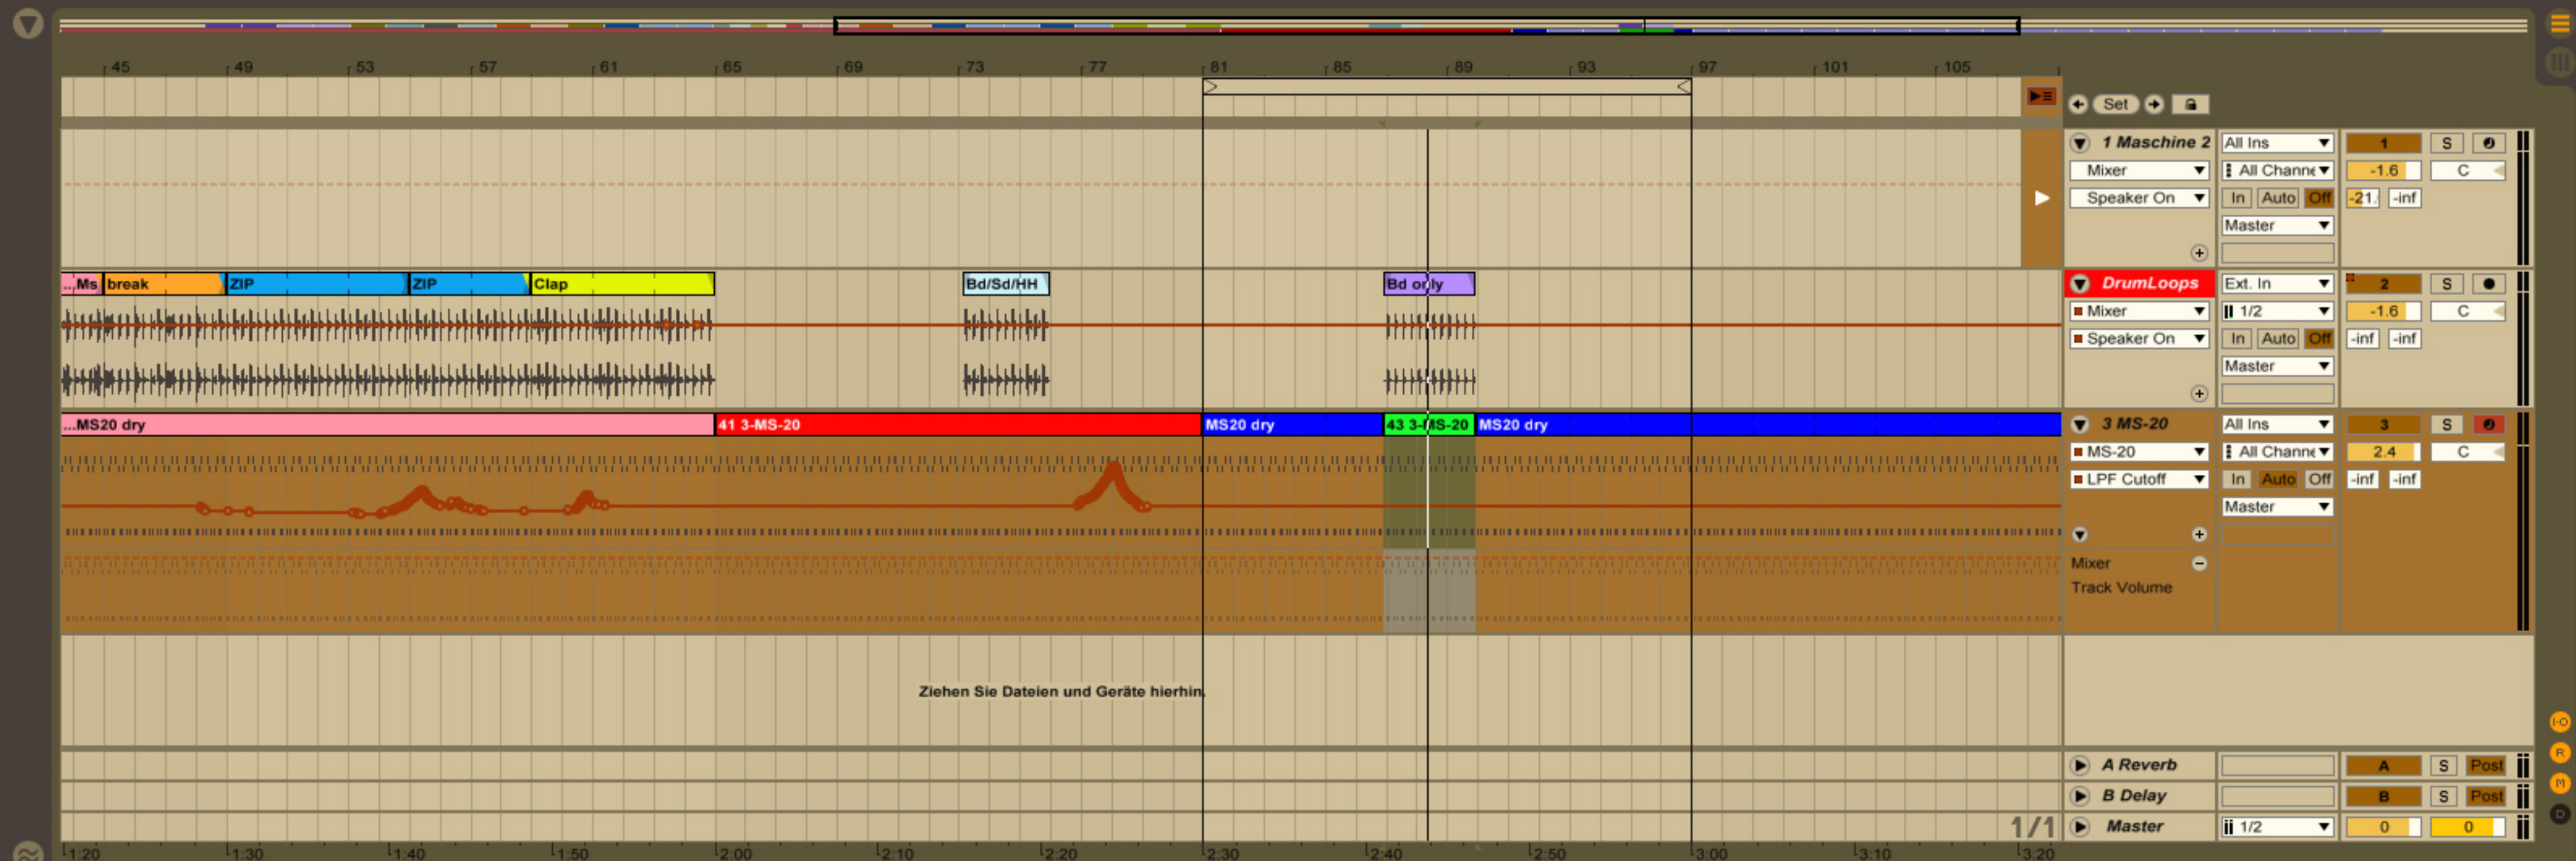 45 49 53 57 61 65 69 73 77 81 85 89 93 97 101 105
Set
1 Maschine 2 All Ins 1 S
Mixer All Channe -1.6 C
Speaker On In Auto Off -21. -inf
Master
...Ms break ZIP ZIP Clap Bd/Sd/HH Bd only DrumLoops Ext. In 2 S
Mixer 1/2 -1.6 C
Speaker On In Auto Off -inf -inf
Master
...MS20 dry 41 3-MS-20 MS20 dry 43 3-MS-20 MS20 dry 3 MS-20 All Ins 3 S
MS-20 All Channe 2.4 C
LPF Cutoff In Auto Off -inf -inf
Master
Mixer
Track Volume
Ziehen Sie Dateien und Geräte hierhin.
I-O
R
M
D
A Reverb A S Post
B Delay B S Post
1/1 Master 1/2 0 0
1:20 1:30 1:40 1:50 2:00 2:10 2:20 2:30 2:40 2:50 3:00 3:10 3:20